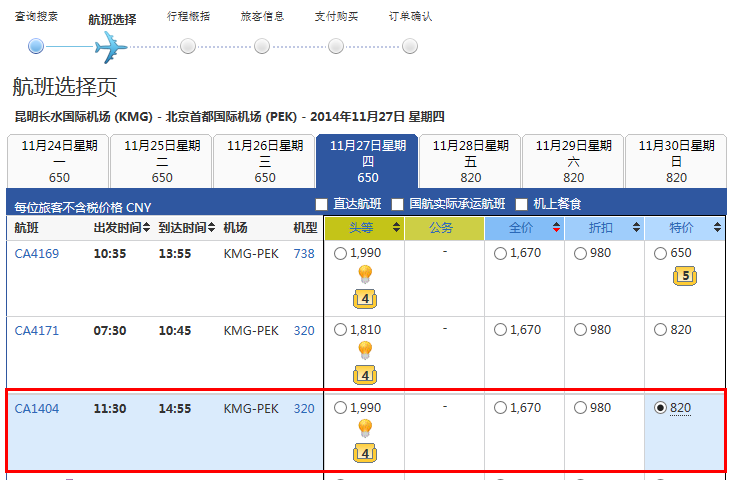 查询搜索 航班选择 行程概括 旅客信息 支付购买 订单确认
航班选择页
昆明长水国际机场 (KMG) - 北京首都国际机场 (PEK) - 2014年11月27日 星期四
11月24日星期一 650
11月25日星期二 650
11月26日星期三 650
11月27日星期四 650
11月28日星期五 820
11月29日星期六 820
11月30日星期日 820
每位旅客不含税价格 CNY 直达航班 国航实际承运航班 机上餐食
航班 出发时间 到达时间 机场 机型 头等 公务 全价 折扣 特价
CA4169 10:35 13:55 KMG-PEK 738 1,990 - 1,670 980 650
4 5
CA4171 07:30 10:45 KMG-PEK 320 1,810 - 1,670 980 820
4
CA1404 11:30 14:55 KMG-PEK 320 1,990 - 1,670 980 820
4